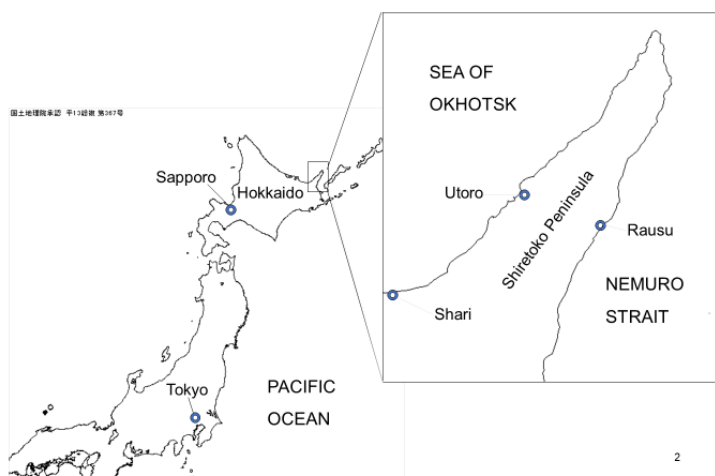 SEA OF
OKHOTSK
国土地理院承認 平13総複 第367号
Sapporo
Hokkaido
Utoro
Shiretoko Peninsula
Rausu
NEMURO
STRAIT
Shari
Tokyo
PACIFIC
OCEAN
2